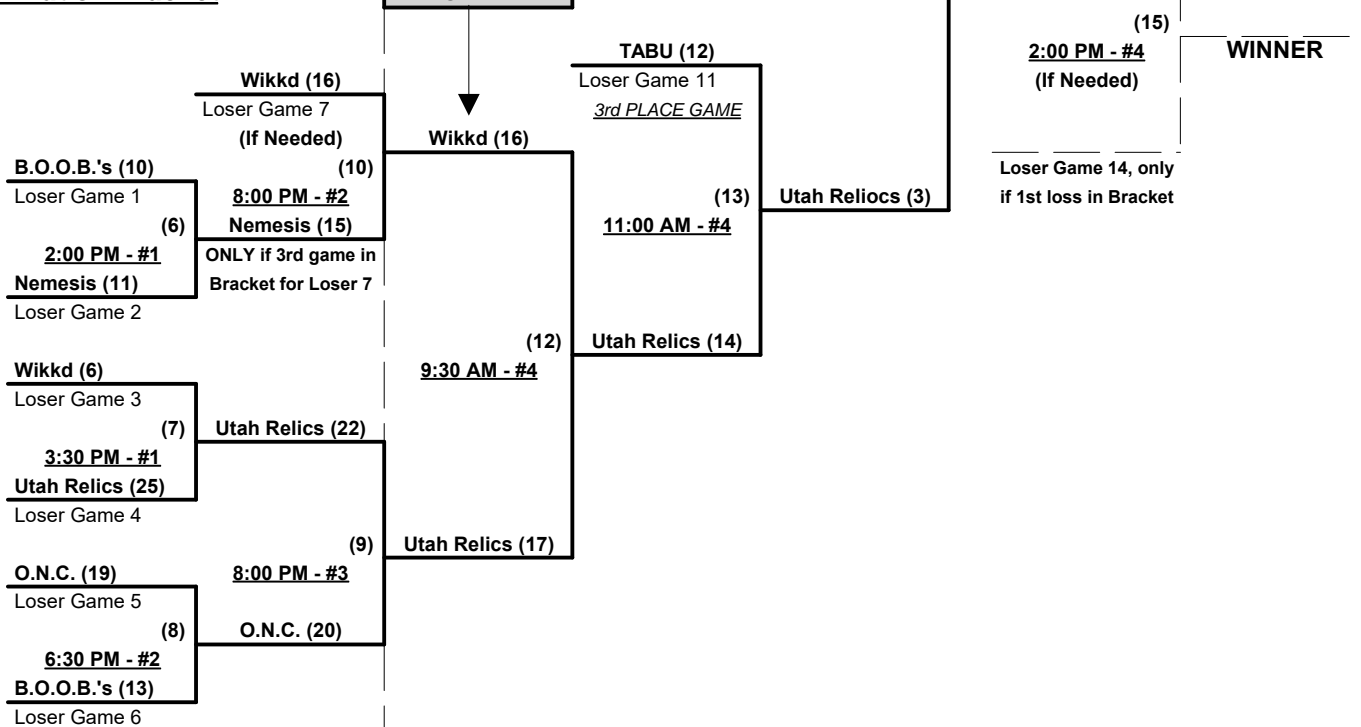 (15)
2:00 PM - #4
(If Needed)
WINNER
TABU (12)
Loser Game 11
3rd PLACE GAME
Wikkd (16)
Loser Game 7
(If Needed)
Wikkd (16)
B.O.O.B.'s (10)
Loser Game 1
(10)
8:00 PM - #2
Loser Game 14, only
if 1st loss in Bracket
(13)
11:00 AM - #4
Utah Reliocs (3)
(6)
2:00 PM - #1
Nemesis (15)
ONLY if 3rd game in
Bracket for Loser 7
Nemesis (11)
Loser Game 2
(12)
9:30 AM - #4
Utah Relics (14)
Wikkd (6)
Loser Game 3
(7)
3:30 PM - #1
Utah Relics (22)
Utah Relics (25)
Loser Game 4
(9)
8:00 PM - #3
Utah Relics (17)
O.N.C. (19)
Loser Game 5
(8)
6:30 PM - #2
O.N.C. (20)
B.O.O.B.'s (13)
Loser Game 6